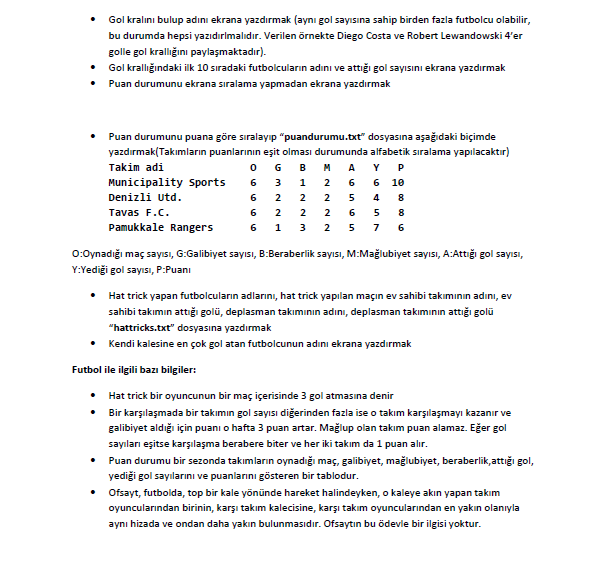 • Gol kralını bulup adını ekrana yazdırmak (aynı gol sayısına sahip birden fazla futbolcu olabilir,
bu durumda hepsi yazıdırlmalıdır. Verilen örnekte Diego Costa ve Robert Lewandowski 4'er
golle gol krallığını paylaşmaktadır).
• Gol krallığındaki ilk 10 sıradaki futbolcuların adını ve attığı gol sayısını ekrana yazdırmak
• Puan durumunu ekrana sıralama yapmadan ekrana yazdırmak
• Puan durumunu puana göre sıralayıp "puandurumu.txt" dosyasına aşağıdaki biçimde
yazdırmak(Takımların puanlarının eşit olması durumunda alfabetik sıralama yapılacaktır)
Takim adi O G B M A Y P
Municipality Sports 6 3 1 2 6 6 10
Denizli Utd. 6 2 2 2 5 4 8
Tavas F.C. 6 2 2 2 6 5 8
Pamukkale Rangers 6 1 3 2 5 7 6
O:Oynadığı maç sayısı, G:Galibiyet sayısı, B:Beraberlik sayısı, M:Mağlubiyet sayısı, A:Attığı gol sayısı,
Y:Yediği gol sayısı, P:Puanı
• Hat trick yapan futbolcuların adlarını, hat trick yapılan maçın ev sahibi takımının adını, ev
sahibi takımın attığı golü, deplasman takımının adını, deplasman takımının attığı golü
"hattricks.txt" dosyasına yazdırmak
• Kendi kalesine en çok gol atan futbolcunun adını ekrana yazdırmak
Futbol ile ilgili bazı bilgiler:
• Hat trick bir oyuncunun bir maç içerisinde 3 gol atmasına denir
• Bir karşılaşmada bir takımın gol sayısı diğerinden fazla ise o takım karşılaşmayı kazanır ve
galibiyet aldığı için puanı o hafta 3 puan artar. Mağlup olan takım puan alamaz. Eğer gol
sayıları eşitse karşılaşma berabere biter ve her iki takım da 1 puan alır.
• Puan durumu bir sezonda takımların oynadığı maç, galibiyet, mağlubiyet, beraberlik,attığı gol,
yediği gol sayılarını ve puanlarını gösteren bir tablodur.
• Ofsayt, futbolda, top bir kale yönünde hareket halindeyken, o kaleye akın yapan takım
oyuncularından birinin, karşı takım kalecisine, karşı takım oyuncularından en yakın olanıyla
aynı hizada ve ondan daha yakın bulunmasıdır. Ofsaytın bu ödevle bir ilgisi yoktur.